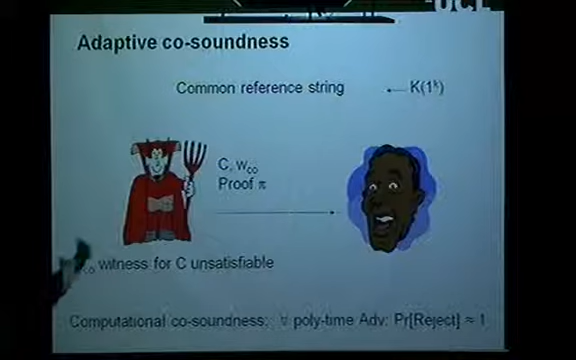 UCL
Adaptive co-soundness
Common reference string ← K(1ᵏ)
C, w_co
Proof π
witness for C unsatisfiable
Computational co-soundness: ∀ poly-time Adv: Pr[Reject] ≈ 1